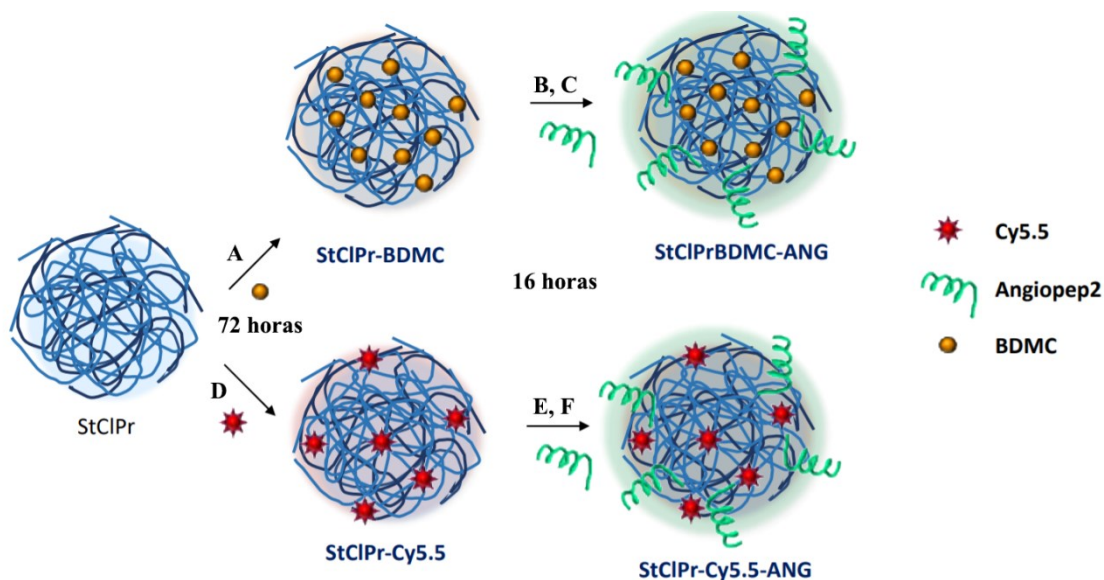 B, C
StClPr-BDMC
StClPrBDMC-ANG
A
72 horas
16 horas
D
StClPr
E, F
StClPr-Cy5.5
StClPr-Cy5.5-ANG
Cy5.5
Angiopep2
BDMC